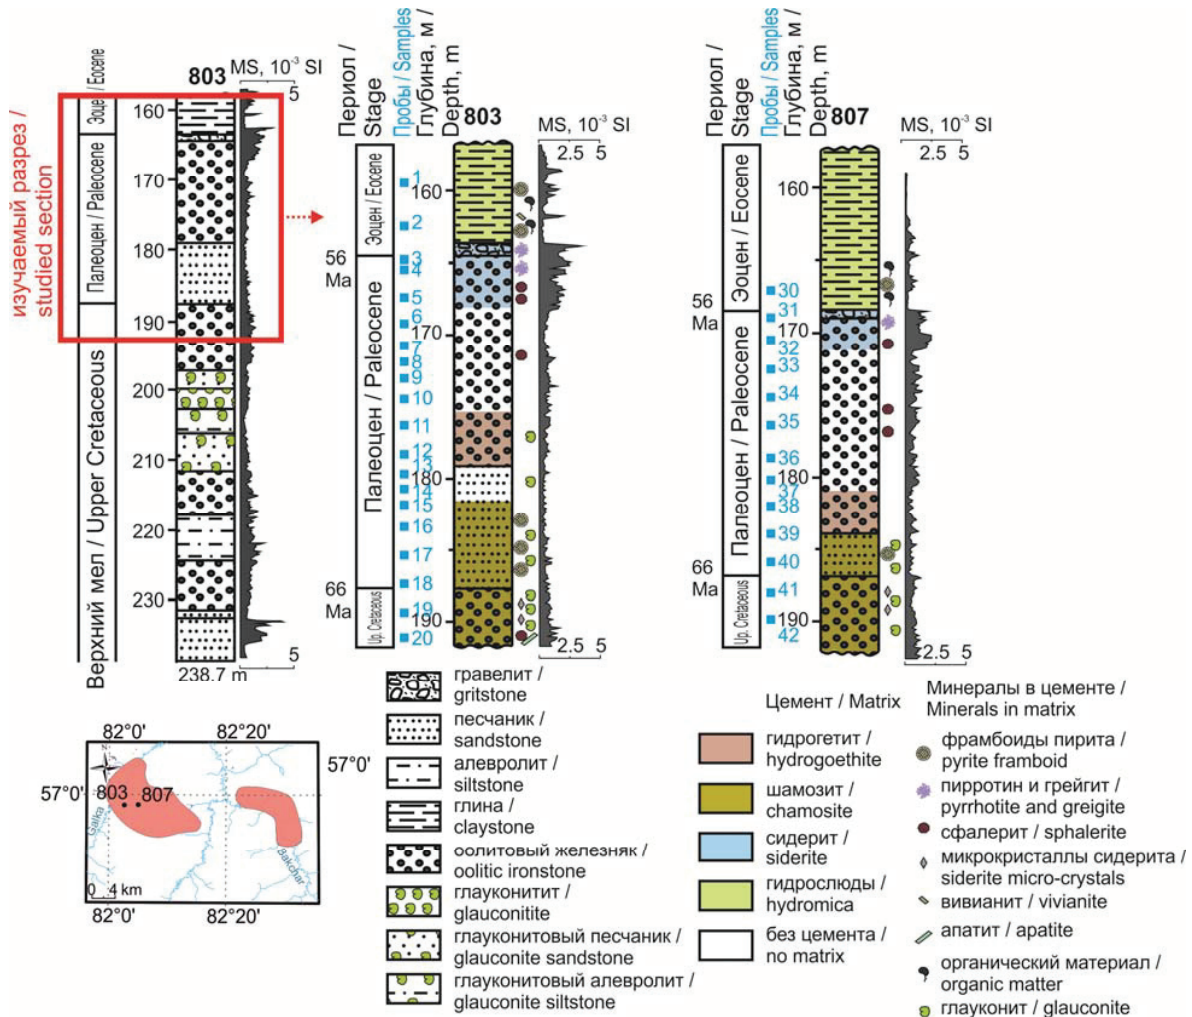 803
MS, 10⁻³ SI
5
изучаемый разрез /
studied section
Эоцен / Eocene
Палеоцен / Paleocene
Верхний мел / Upper Cretaceous
160
170
180
190
200
210
220
230
238.7 m
5
Периол /
Stage
Пробы / Samples
Глубина, м /
Depth, m
803
MS, 10⁻³ SI
2.5 5
Эоцен / Eocene
56
Ma
Палеоцен / Paleocene
66
Ma
Up. Cretaceous
1
2
3
4
5
6
7
8
9
10
11
12
13
14
15
16
17
18
19
20
160
170
180
190
2.5 5
Периол /
Stage
Пробы / Samples
Глубина, м /
Depth, m
807
MS, 10⁻³ SI
2.5 5
Эоцен / Eocene
56
Ma
Палеоцен / Paleocene
66
Ma
Up. Cretaceous
30
31
32
33
34
35
36
37
38
39
40
41
42
160
170
180
190
2.5 5
82°0' 82°20'
57°0'
57°0'
803 807
Galka
Bakchar
0 4 km
82°0' 82°20'
гравелит /
gritstone
песчаник /
sandstone
алевролит /
siltstone
глина /
claystone
оолитовый железняк /
oolitic ironstone
глауконитит /
glauconitite
глауконитовый песчаник /
glauconite sandstone
глауконитовый алевролит /
glauconite siltstone
Цемент / Matrix
гидрогетит /
hydrogoethite
шамозит /
chamosite
сидерит /
siderite
гидрослюды /
hydromica
без цемента /
no matrix
Минералы в цементе /
Minerals in matrix
фрамбоиды пирита /
pyrite framboid
пирротин и грейгит /
pyrrhotite and greigite
сфалерит / sphalerite
микрокристаллы сидерита /
siderite micro-crystals
вивианит / vivianite
апатит / apatite
органический материал /
organic matter
глауконит / glauconite